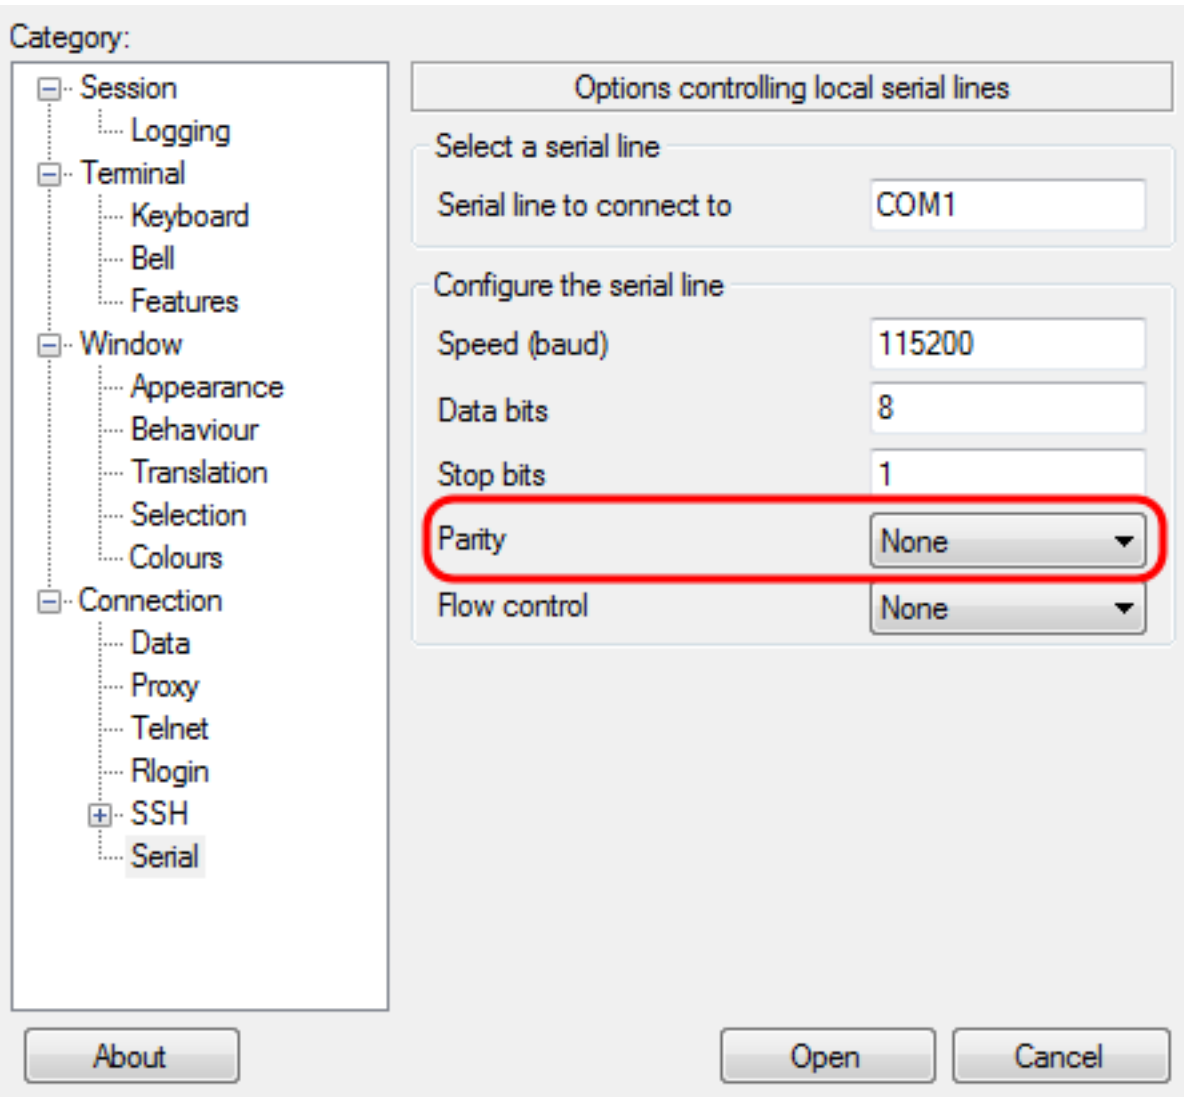 Category:
Session
Logging
Terminal
Keyboard
Bell
Features
Window
Appearance
Behaviour
Translation
Selection
Colours
Connection
Data
Proxy
Telnet
Rlogin
SSH
Serial
Options controlling local serial lines
Select a serial line
Serial line to connect to COM1
Configure the serial line
Speed (baud) 115200
Data bits 8
Stop bits 1
Parity None
Flow control None
About Open Cancel